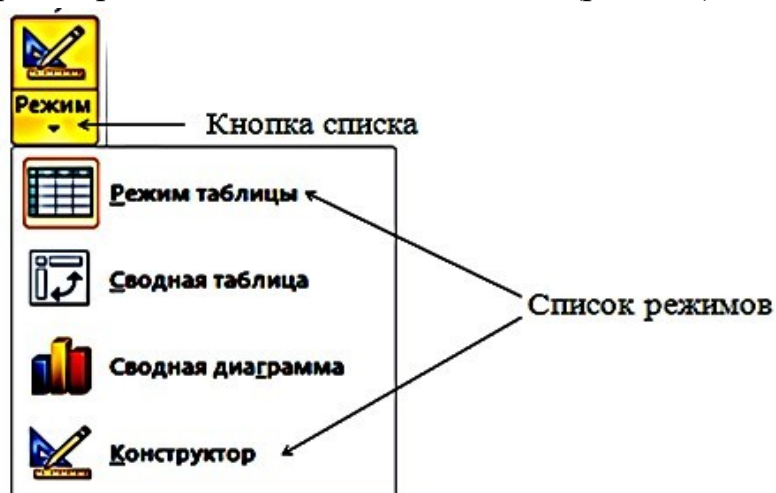 Режим
Кнопка списка
Режим таблицы
Сводная таблица
Список режимов
Сводная диаграмма
Конструктор